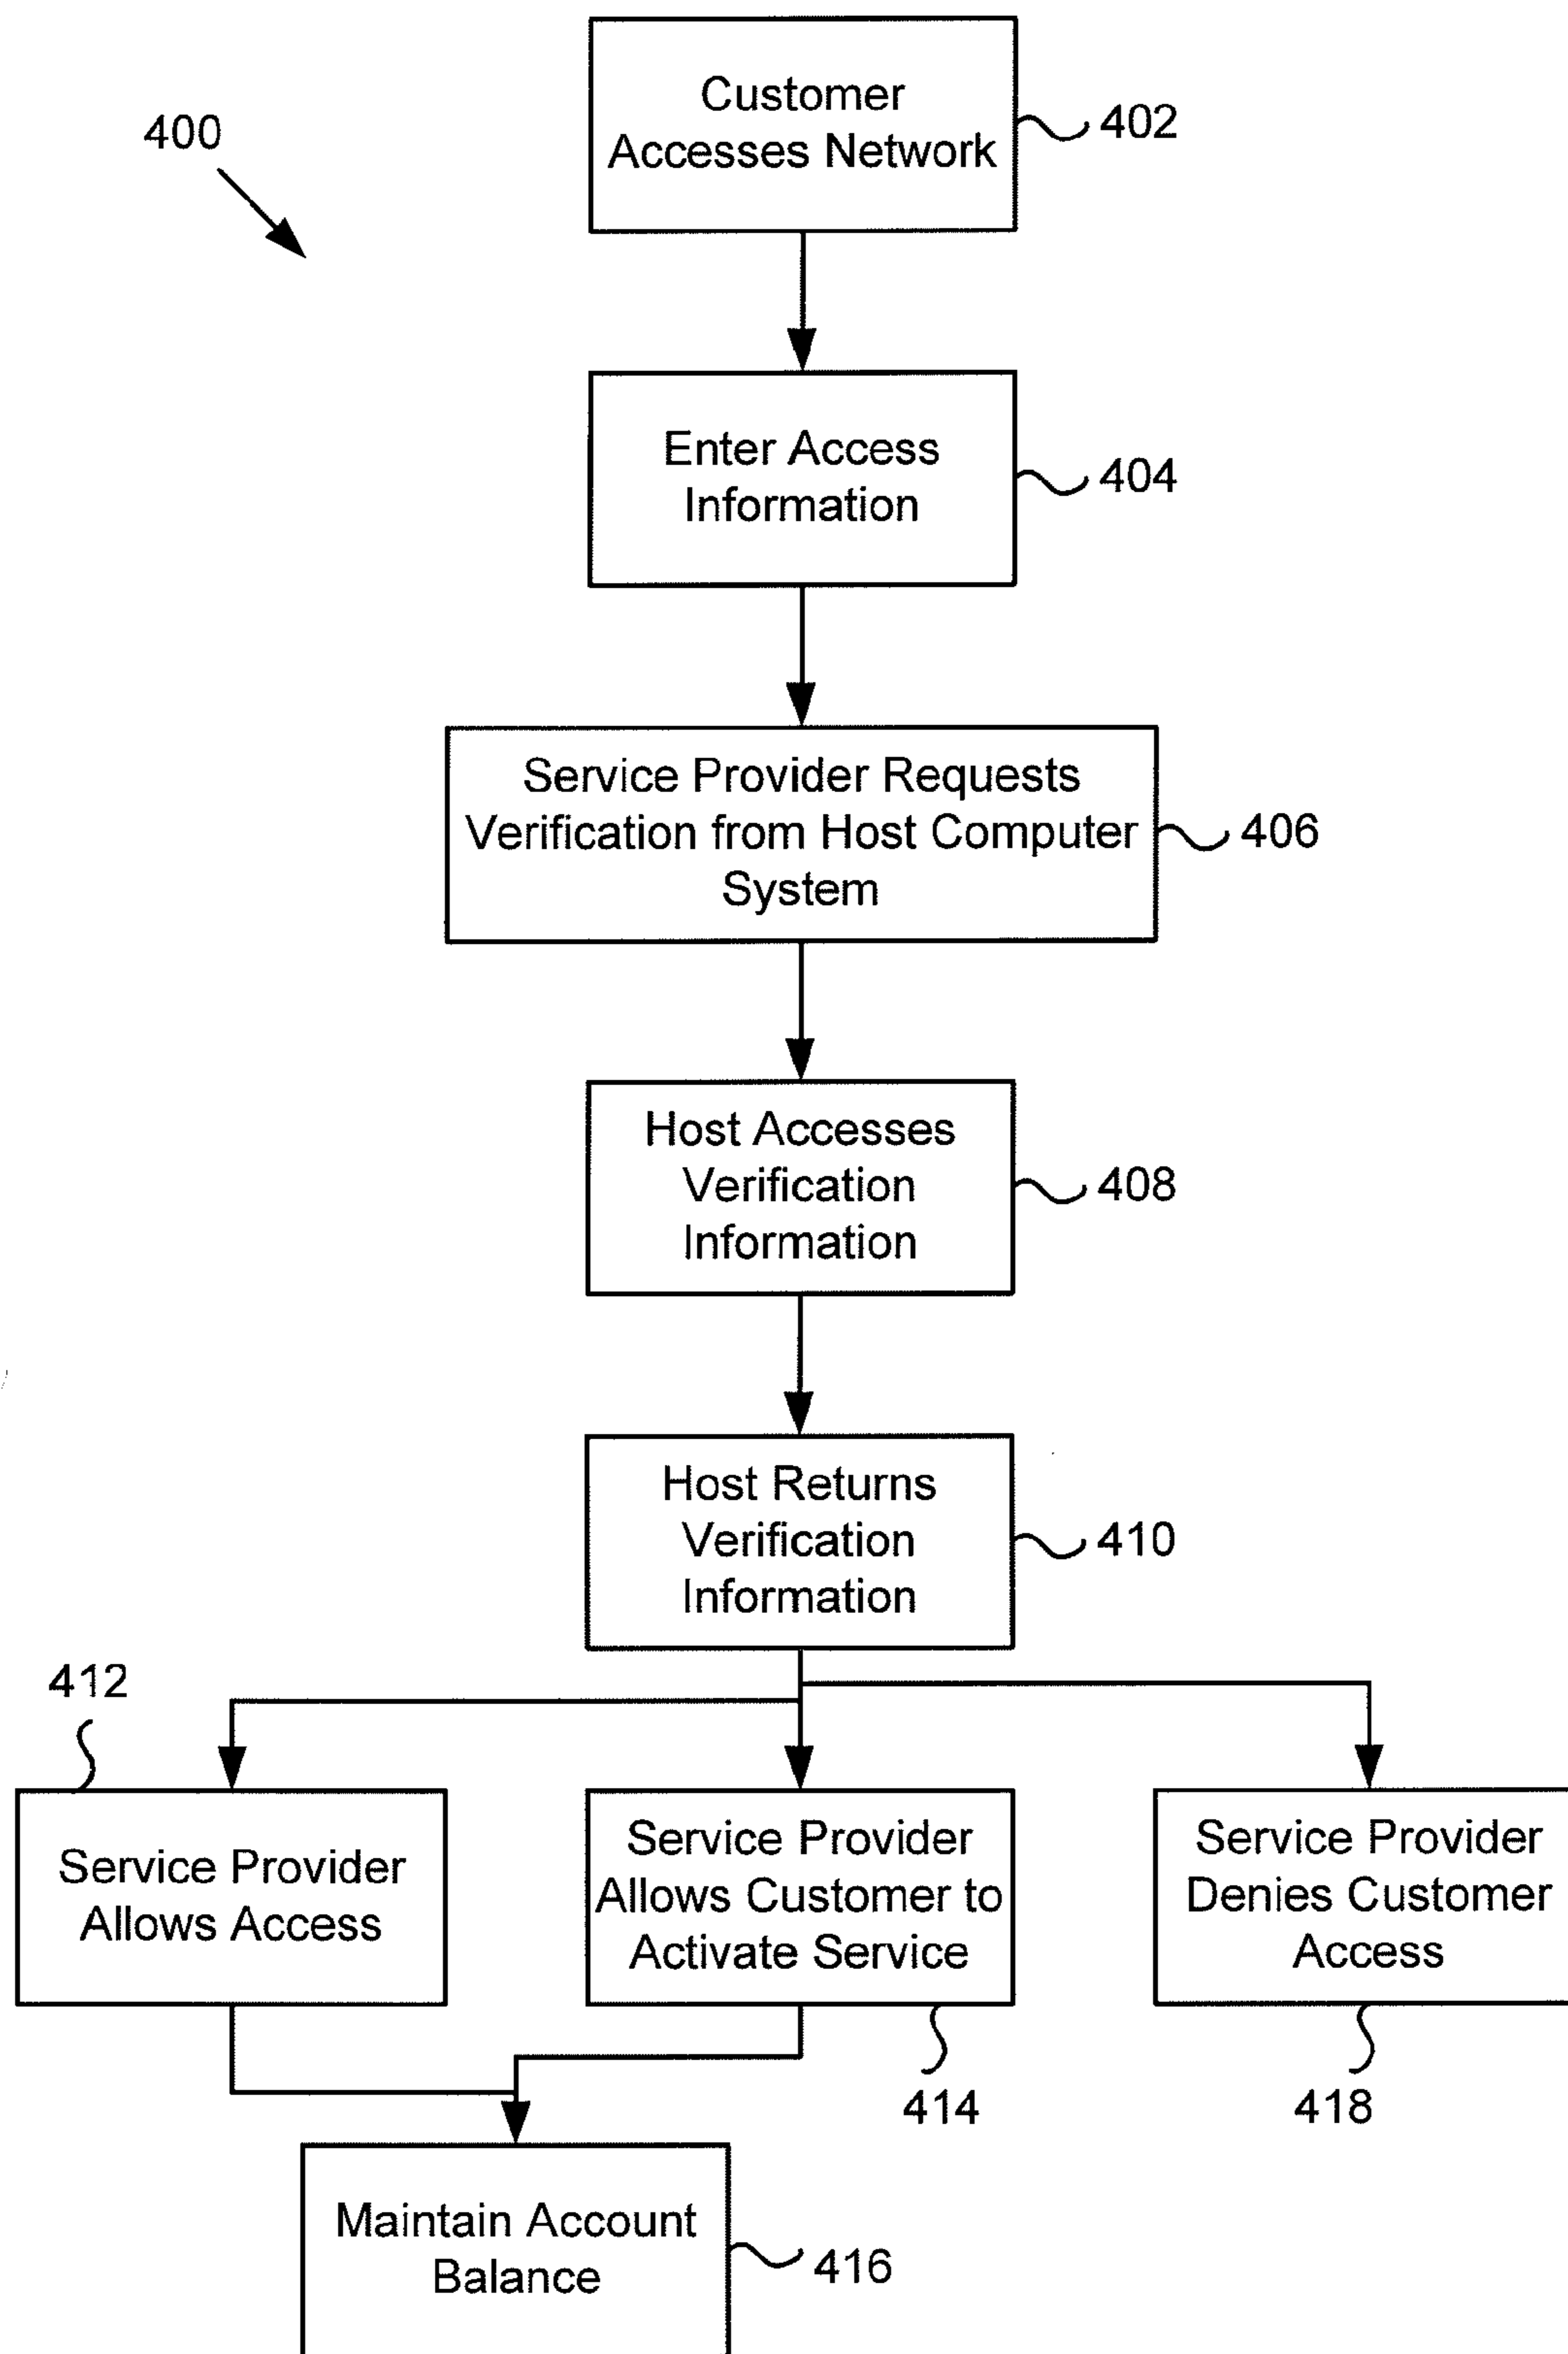 400
Customer
Accesses Network
402
Enter Access
Information
404
Service Provider Requests
Verification from Host Computer
System
406
Host Accesses
Verification
Information
408
Host Returns
Verification
Information
410
412
Service Provider
Allows Access
Service Provider
Allows Customer to
Activate Service
Service Provider
Denies Customer
Access
414
418
Maintain Account
Balance
416